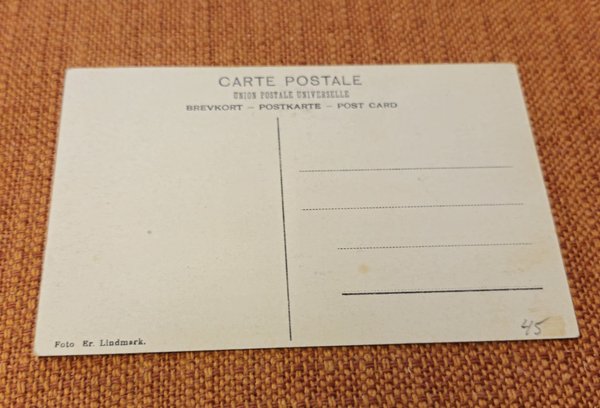 CARTE POSTALE
UNION POSTALE UNIVERSELLE
BREVKORT – POSTKARTE – POST CARD
Foto Er. Lindmark.
45